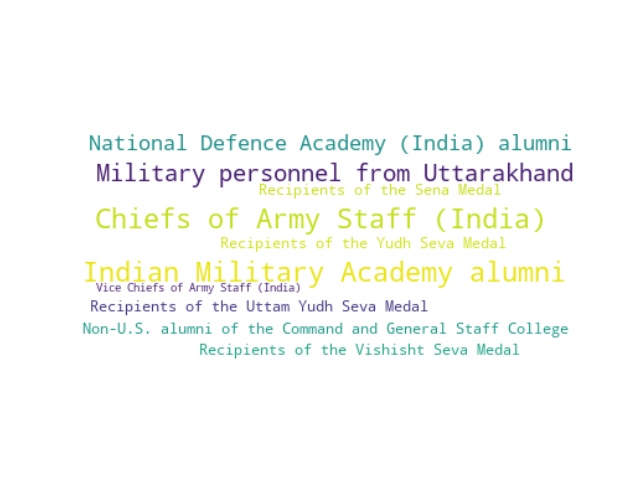 National Defence Academy (India) alumni
Military personnel from Uttarakhand
Recipients of the Sena Medal
Chiefs of Army Staff (India)
Recipients of the Yudh Seva Medal
Indian Military Academy alumni
Vice Chiefs of Army Staff (India)
Recipients of the Uttam Yudh Seva Medal
Non-U.S. alumni of the Command and General Staff College
Recipients of the Vishisht Seva Medal